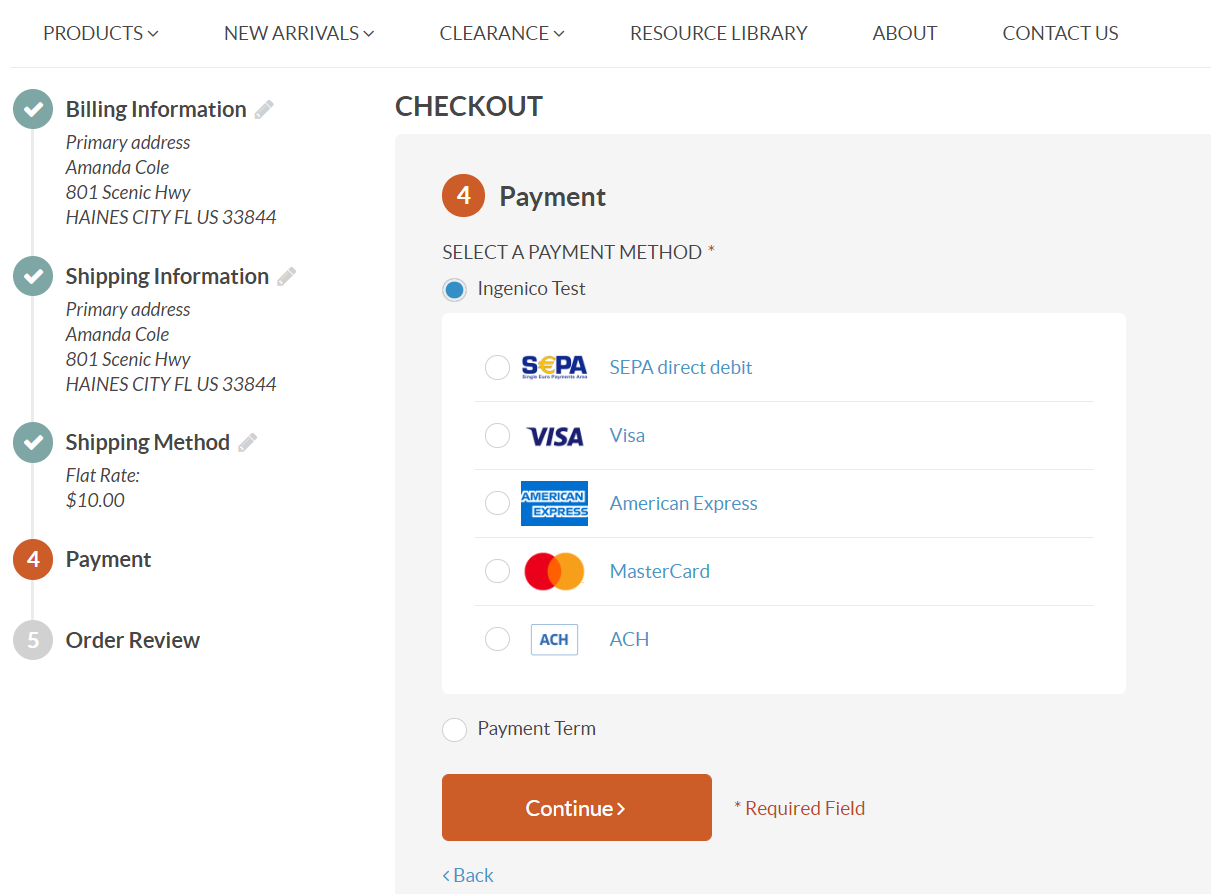 PRODUCTS NEW ARRIVALS CLEARANCE RESOURCE LIBRARY ABOUT CONTACT US
Billing Information
Primary address
Amanda Cole
801 Scenic Hwy
HAINES CITY FL US 33844
Shipping Information
Primary address
Amanda Cole
801 Scenic Hwy
HAINES CITY FL US 33844
Shipping Method
Flat Rate:
$10.00
4 Payment
5 Order Review
CHECKOUT
4 Payment
SELECT A PAYMENT METHOD *
Ingenico Test
S€PA SEPA direct debit
Single Euro Payments Area
VISA Visa
AMERICAN EXPRESS American Express
MasterCard
ACH ACH
Payment Term
Continue
* Required Field
Back